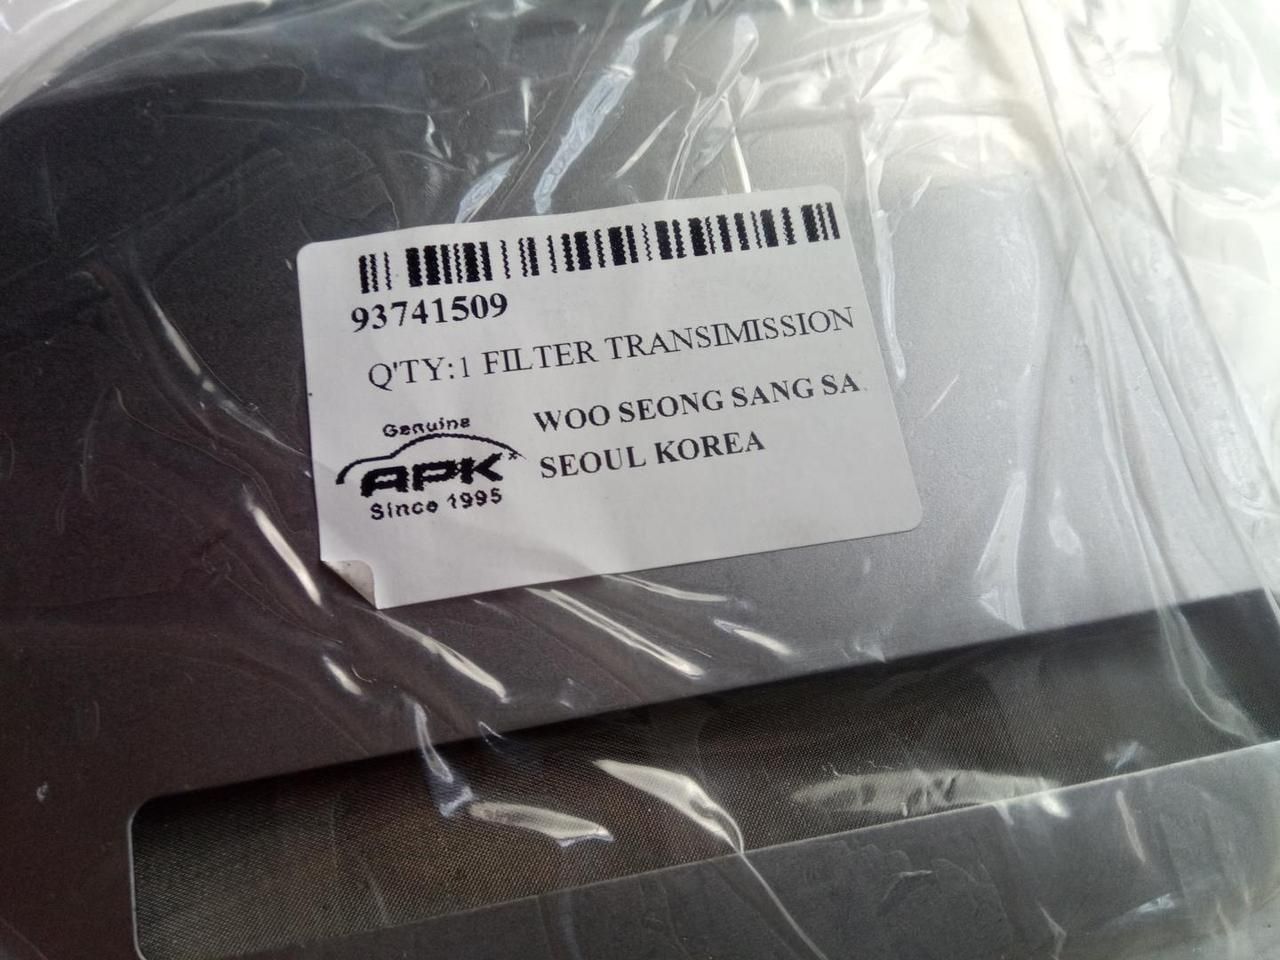 93741509
Q'TY:1 FILTER TRANSIMISSION
WOO SEONG SANG SA
SEOUL KOREA
Genuine
APK
Since 1995